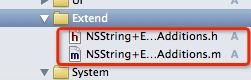 UI
Extend
h NSString+E...Additions.h A
m NSString+E...Additions.m A
System